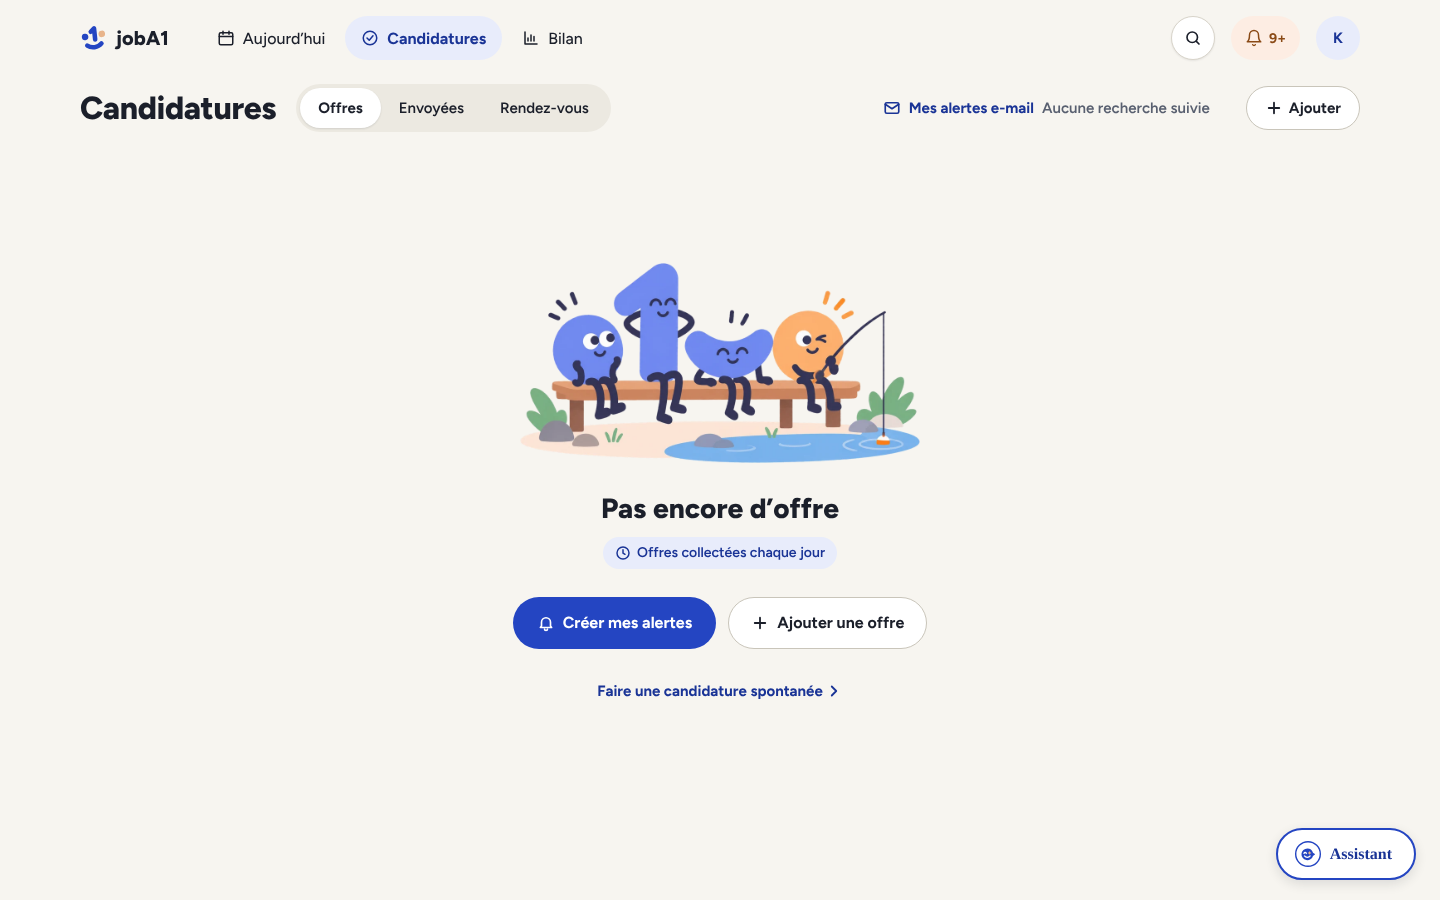 jobA1
Aujourd’hui
Candidatures
Bilan
9+
K
Candidatures
Offres
Envoyées
Rendez-vous
Mes alertes e-mail Aucune recherche suivie
Ajouter
Pas encore d’offre
Offres collectées chaque jour
Créer mes alertes
Ajouter une offre
Faire une candidature spontanée
Assistant